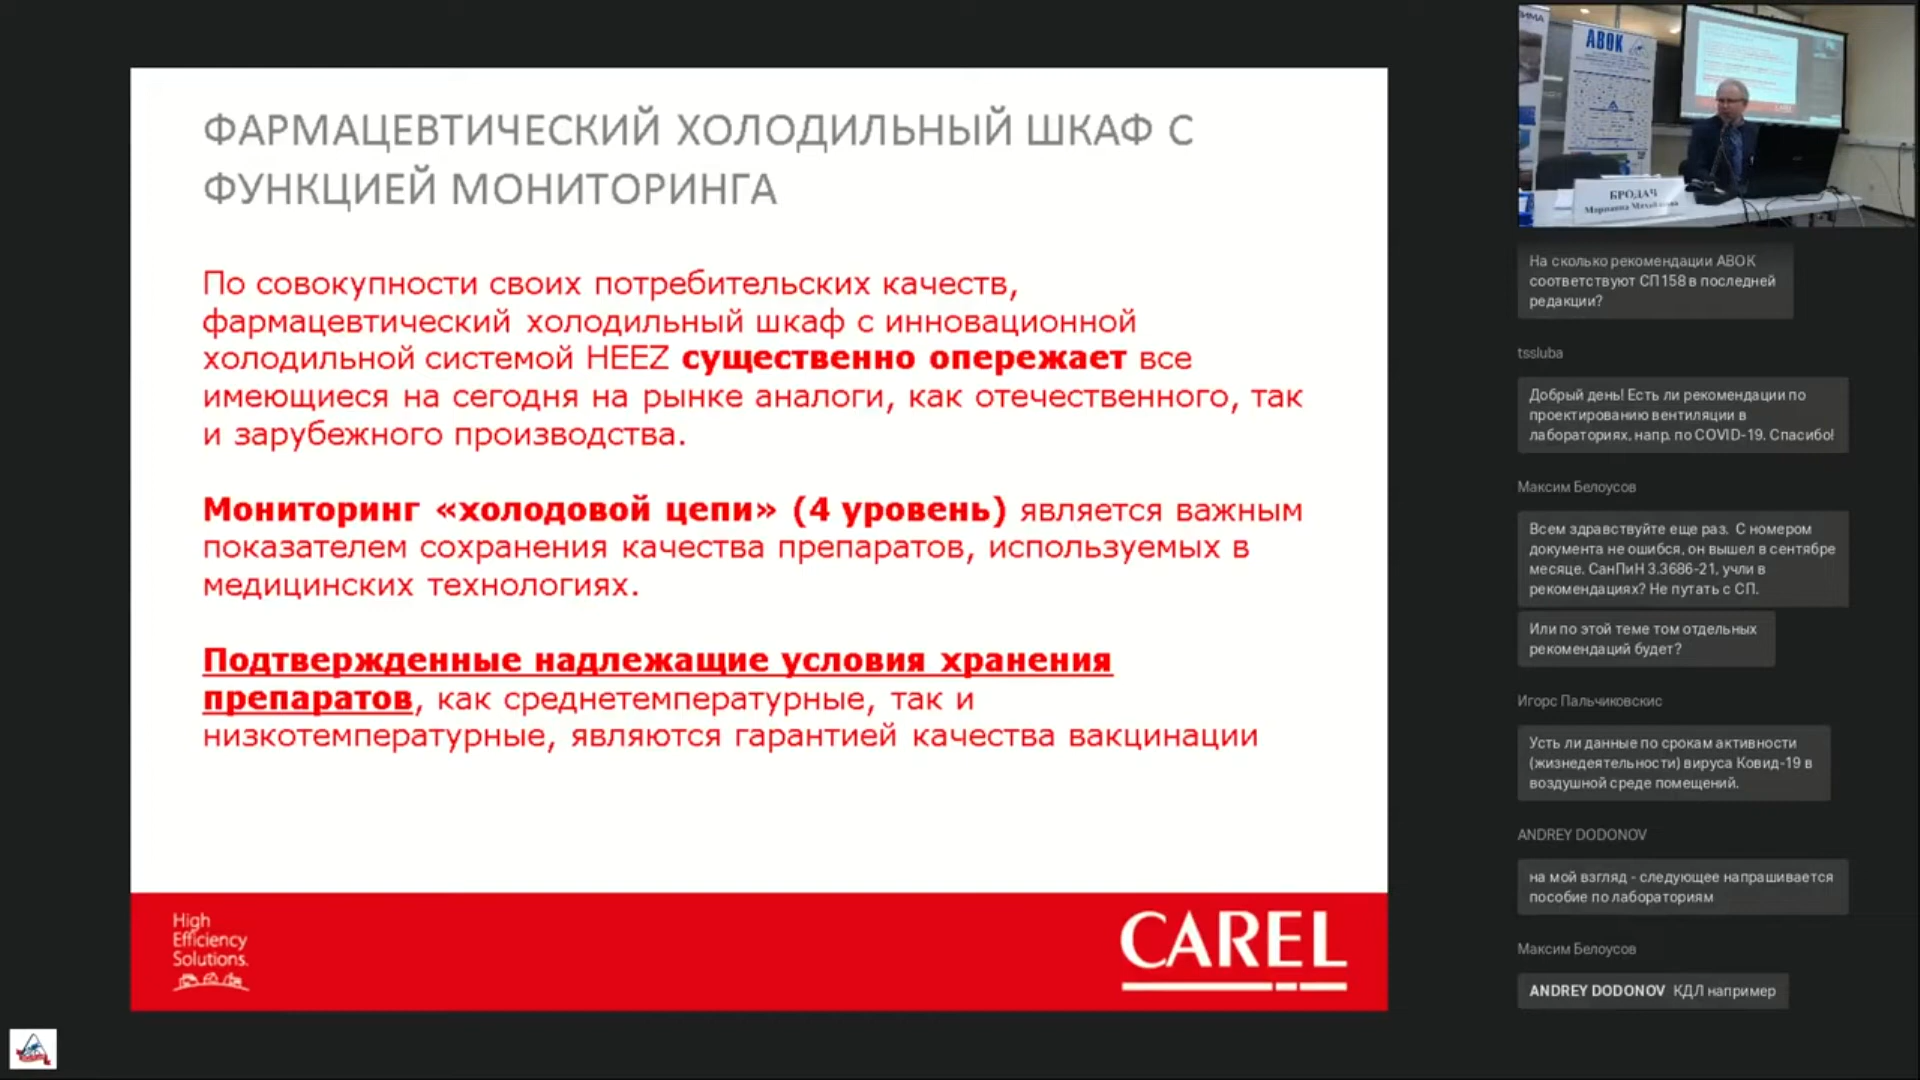 ФАРМАЦЕВТИЧЕСКИЙ ХОЛОДИЛЬНЫЙ ШКАФ С
ФУНКЦИЕЙ МОНИТОРИНГА
По совокупности своих потребительских качеств,
фармацевтический холодильный шкаф с инновационной
холодильной системой HEEZ существенно опережает все
имеющиеся на сегодня на рынке аналоги, как отечественного, так
и зарубежного производства.
Мониторинг «холодовой цепи» (4 уровень) является важным
показателем сохранения качества препаратов, используемых в
медицинских технологиях.
Подтвержденные надлежащие условия хранения
препаратов, как среднетемпературные, так и
низкотемпературные, являются гарантией качества вакцинации
High
Efficiency
Solutions.
CAREL
АВОК
БРОДАЧ
На сколько рекомендации АВОК
соответствуют СП158 в последней
редакции?
tssluba
Добрый день! Есть ли рекомендации по
проектированию вентиляции в
лабораториях, напр. по COVID-19. Спасибо!
Максим Белоусов
Всем здравствуйте еще раз. С номером
документа не ошибся, он вышел в сентябре
месяце. СанПиН 3.3686-21, учли в
рекомендациях? Не путать с СП.
Или по этой теме том отдельных
рекомендаций будет?
Игорс Пальчиковскис
Усть ли данные по срокам активности
(жизнедеятельности) вируса Ковид-19 в
воздушной среде помещений.
ANDREY DODONOV
на мой взгляд - следующее напрашивается
пособие по лабораториям
Максим Белоусов
ANDREY DODONOV КДЛ например